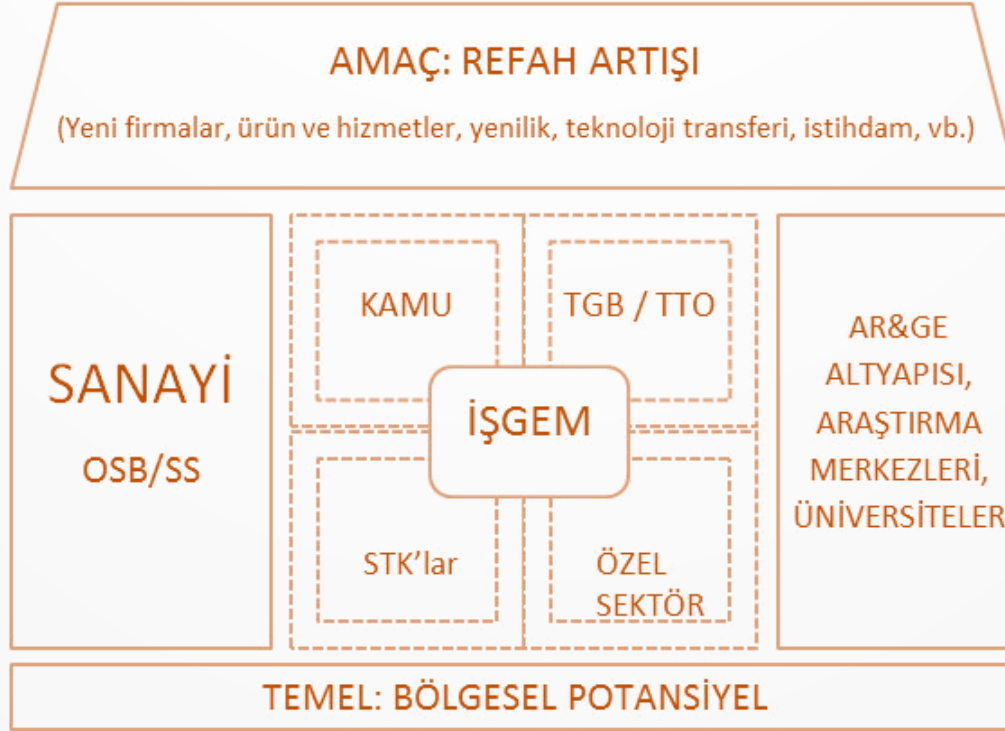 AMAÇ: REFAH ARTIŞI
(Yeni firmalar, ürün ve hizmetler, yenilik, teknoloji transferi, istihdam, vb.)
SANAYİ
OSB/SS
KAMU
TGB / TTO
İŞGEM
STK’lar
ÖZEL
SEKTÖR
AR&GE
ALTYAPISI,
ARAŞTIRMA
MERKEZLERİ,
ÜNİVERSİTELER
TEMEL: BÖLGESEL POTANSİYEL